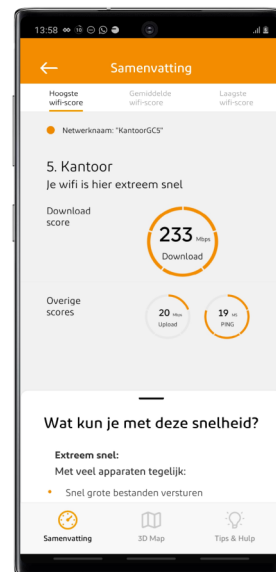 13:58
Samenvatting
Hoogste
wifi-score
Gemiddelde
wifi-score
Laagste
wifi-score
Netwerknaam: "KantoorGCS"
5. Kantoor
Je wifi is hier extreem snel
Download
score
233 Mbps
Download
Overige
scores
20 Mbps
Upload
19 MS
PING
Wat kun je met deze snelheid?
Extreem snel:
Met veel apparaten tegelijk:
• Snel grote bestanden versturen
Samenvatting
3D Map
Tips & Hulp